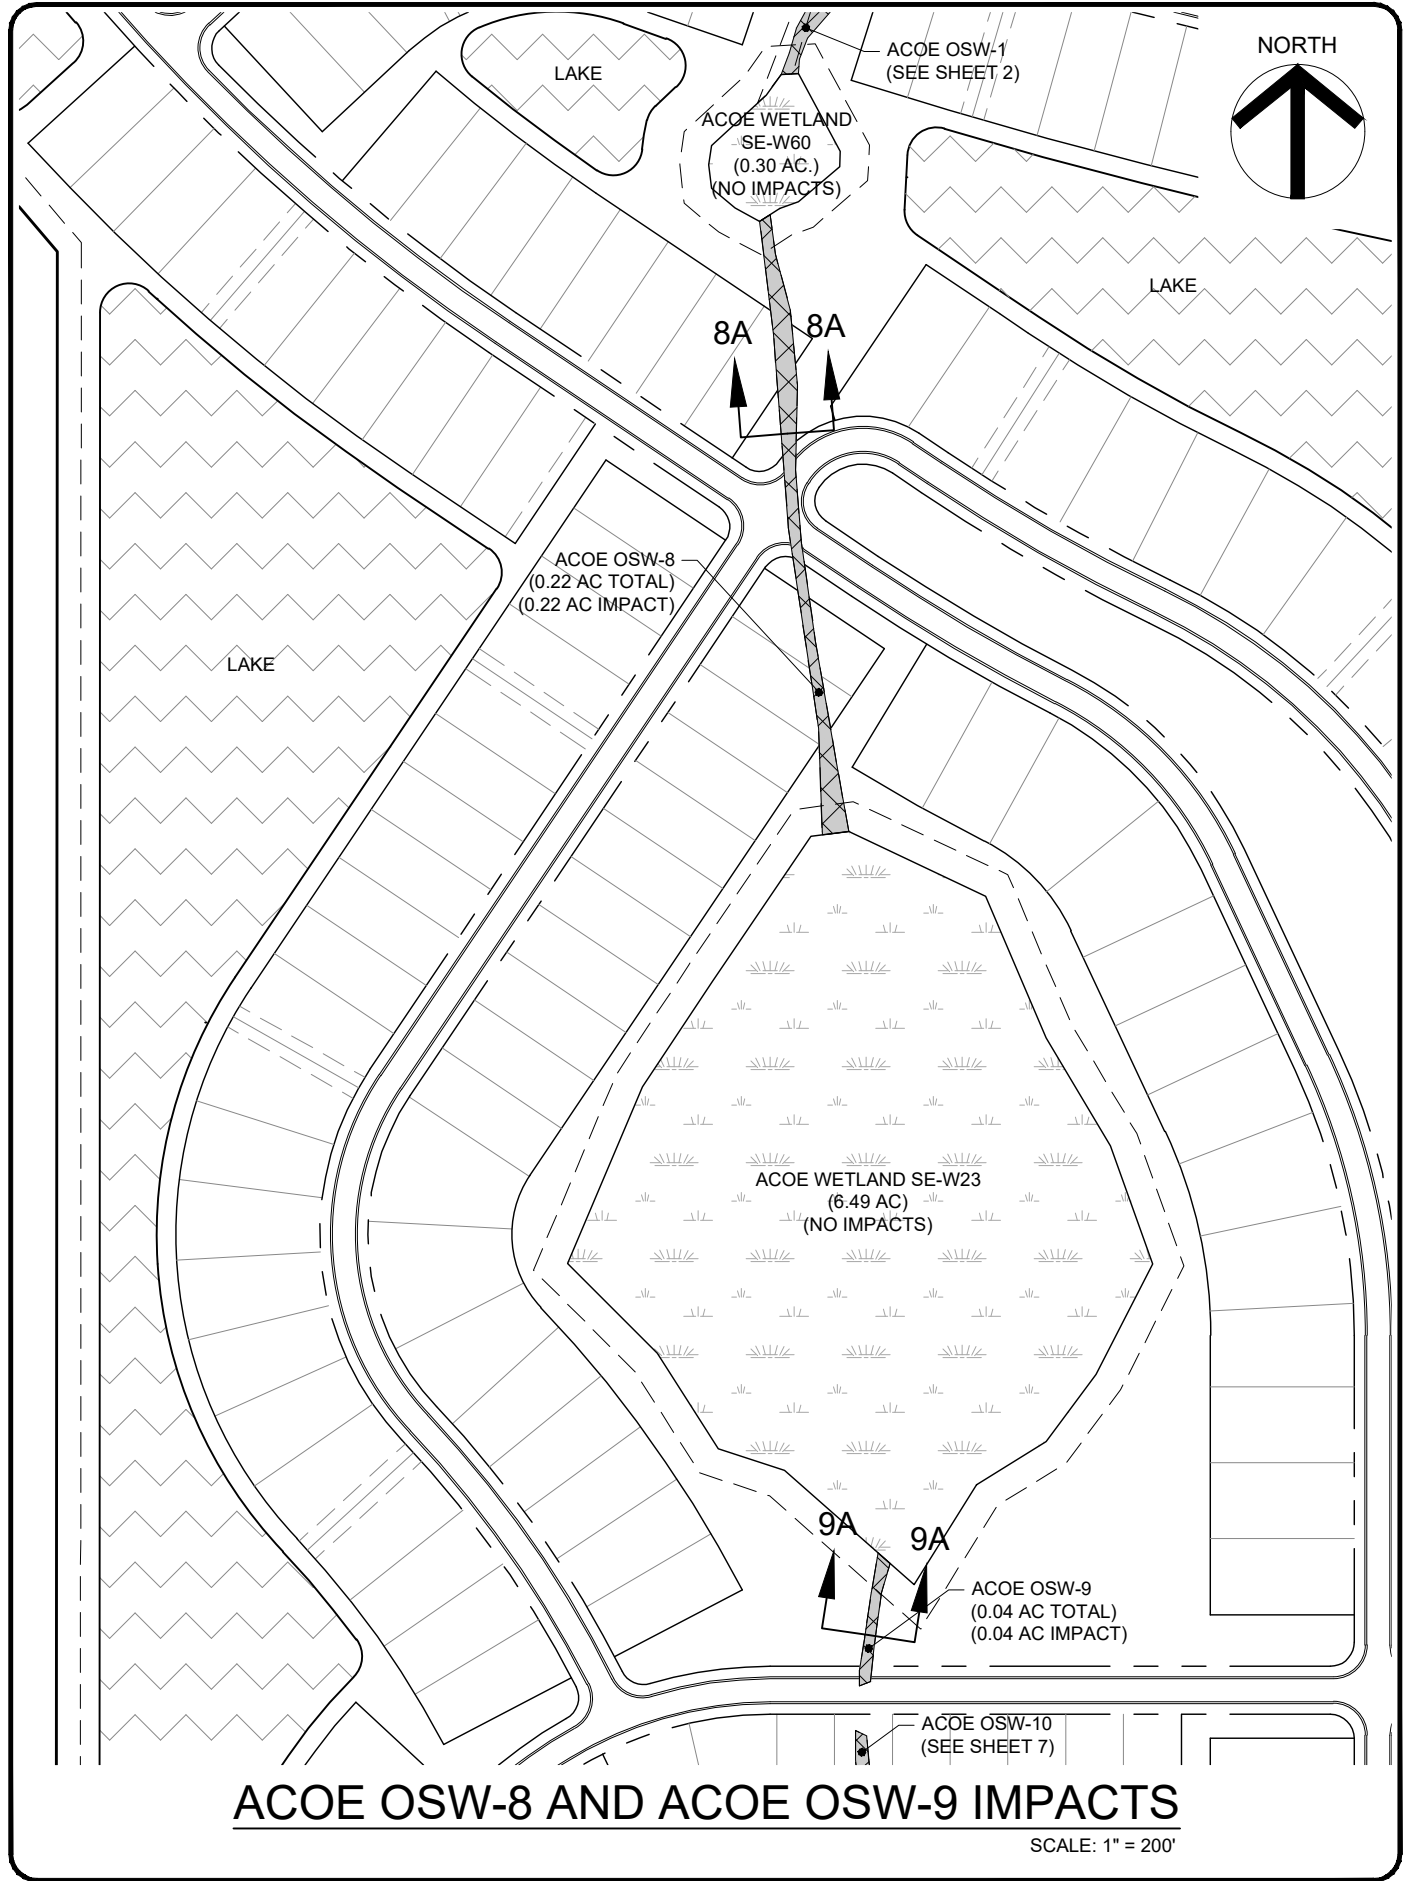 NORTH
ACOE OSW-1
(SEE SHEET 2)
LAKE
ACOE WETLAND
SE-W60
(0.30 AC.)
(NO IMPACTS)
LAKE
8A
8A
ACOE OSW-8
(0.22 AC TOTAL)
(0.22 AC IMPACT)
LAKE
ACOE WETLAND SE-W23
(6.49 AC)
(NO IMPACTS)
9A
9A
ACOE OSW-9
(0.04 AC TOTAL)
(0.04 AC IMPACT)
ACOE OSW-10
(SEE SHEET 7)
ACOE OSW-8 AND ACOE OSW-9 IMPACTS
SCALE: 1" = 200'